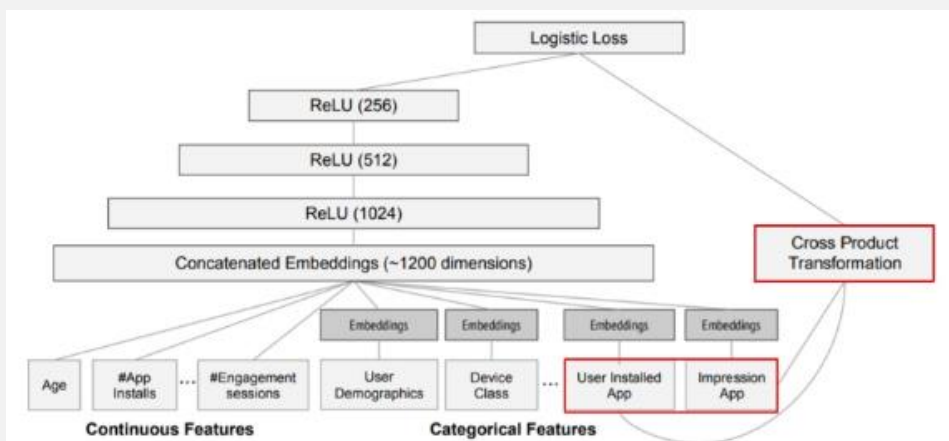 Logistic Loss
ReLU (256)
ReLU (512)
ReLU (1024)
Concatenated Embeddings (~1200 dimensions)
Cross Product
Transformation
Embeddings
Embeddings
Embeddings
Embeddings
Age
#App
Installs
...
#Engagement
sessions
User
Demographics
Device
Class
...
User Installed
App
Impression
App
Continuous Features
Categorical Features